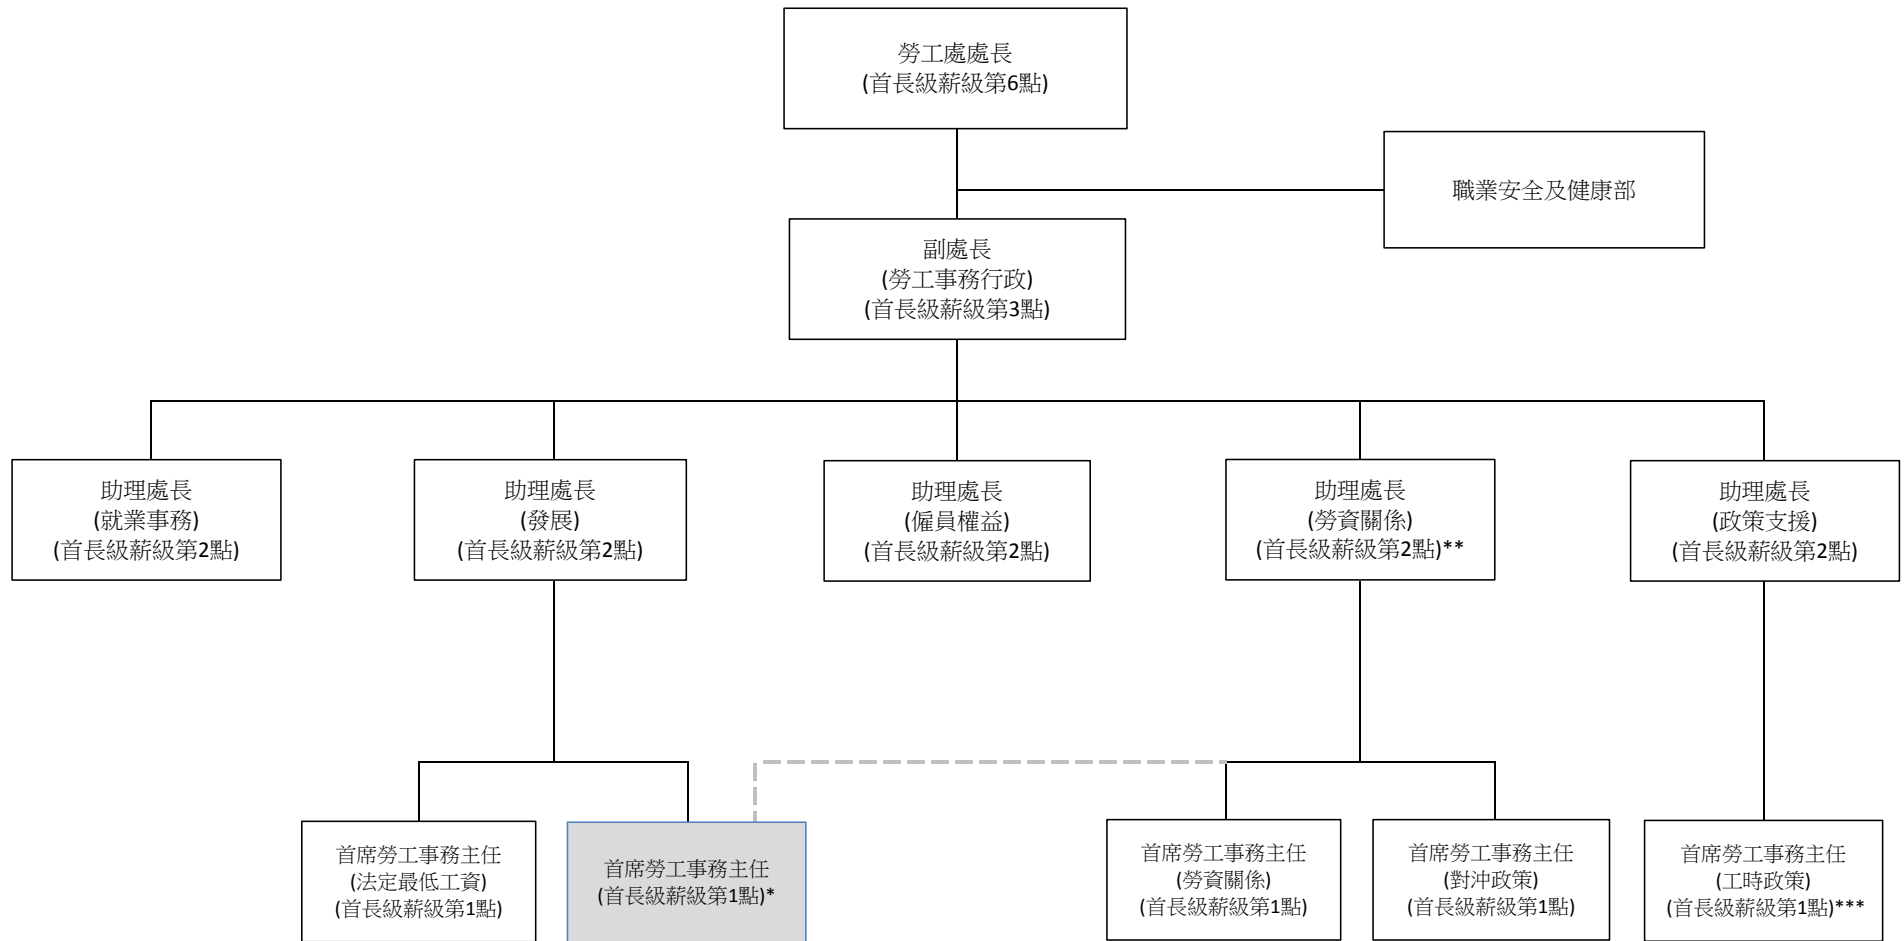 勞工處處長
(首長級薪級第6點)
職業安全及健康部
副處長
(勞工事務行政)
(首長級薪級第3點)
助理處長
(就業事務)
(首長級薪級第2點)
助理處長
(發展)
(首長級薪級第2點)
助理處長
(僱員權益)
(首長級薪級第2點)
助理處長
(勞資關係)
(首長級薪級第2點)**
助理處長
(政策支援)
(首長級薪級第2點)
首席勞工事務主任
(法定最低工資)
(首長級薪級第1點)
首席勞工事務主任
(首長級薪級第1點)*
首席勞工事務主任
(勞資關係)
(首長級薪級第1點)
首席勞工事務主任
(對沖政策)
(首長級薪級第1點)
首席勞工事務主任
(工時政策)
(首長級薪級第1點)***